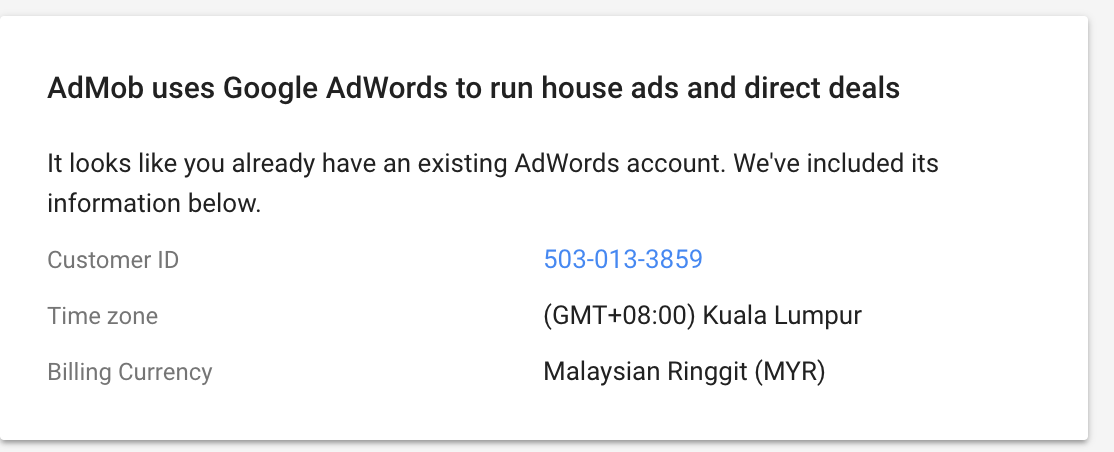 AdMob uses Google AdWords to run house ads and direct deals
It looks like you already have an existing AdWords account. We've included its
information below.
Customer ID 503-013-3859
Time zone (GMT+08:00) Kuala Lumpur
Billing Currency Malaysian Ringgit (MYR)